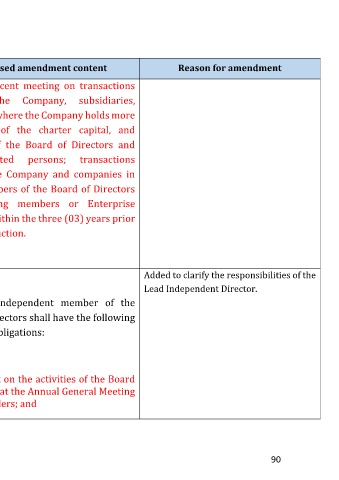 sed amendment content
Reason for amendment
cent meeting on transactions
he Company, subsidiaries,
where the Company holds more
of the charter capital, and
f the Board of Directors and
ted persons; transactions
e Company and companies in
bers of the Board of Directors
ng members or Enterprise
ithin the three (03) years prior
ction.
Added to clarify the responsibilities of the
Lead Independent Director.
ndependent member of the
ectors shall have the following
bligations:
on the activities of the Board
at the Annual General Meeting
ers; and
90